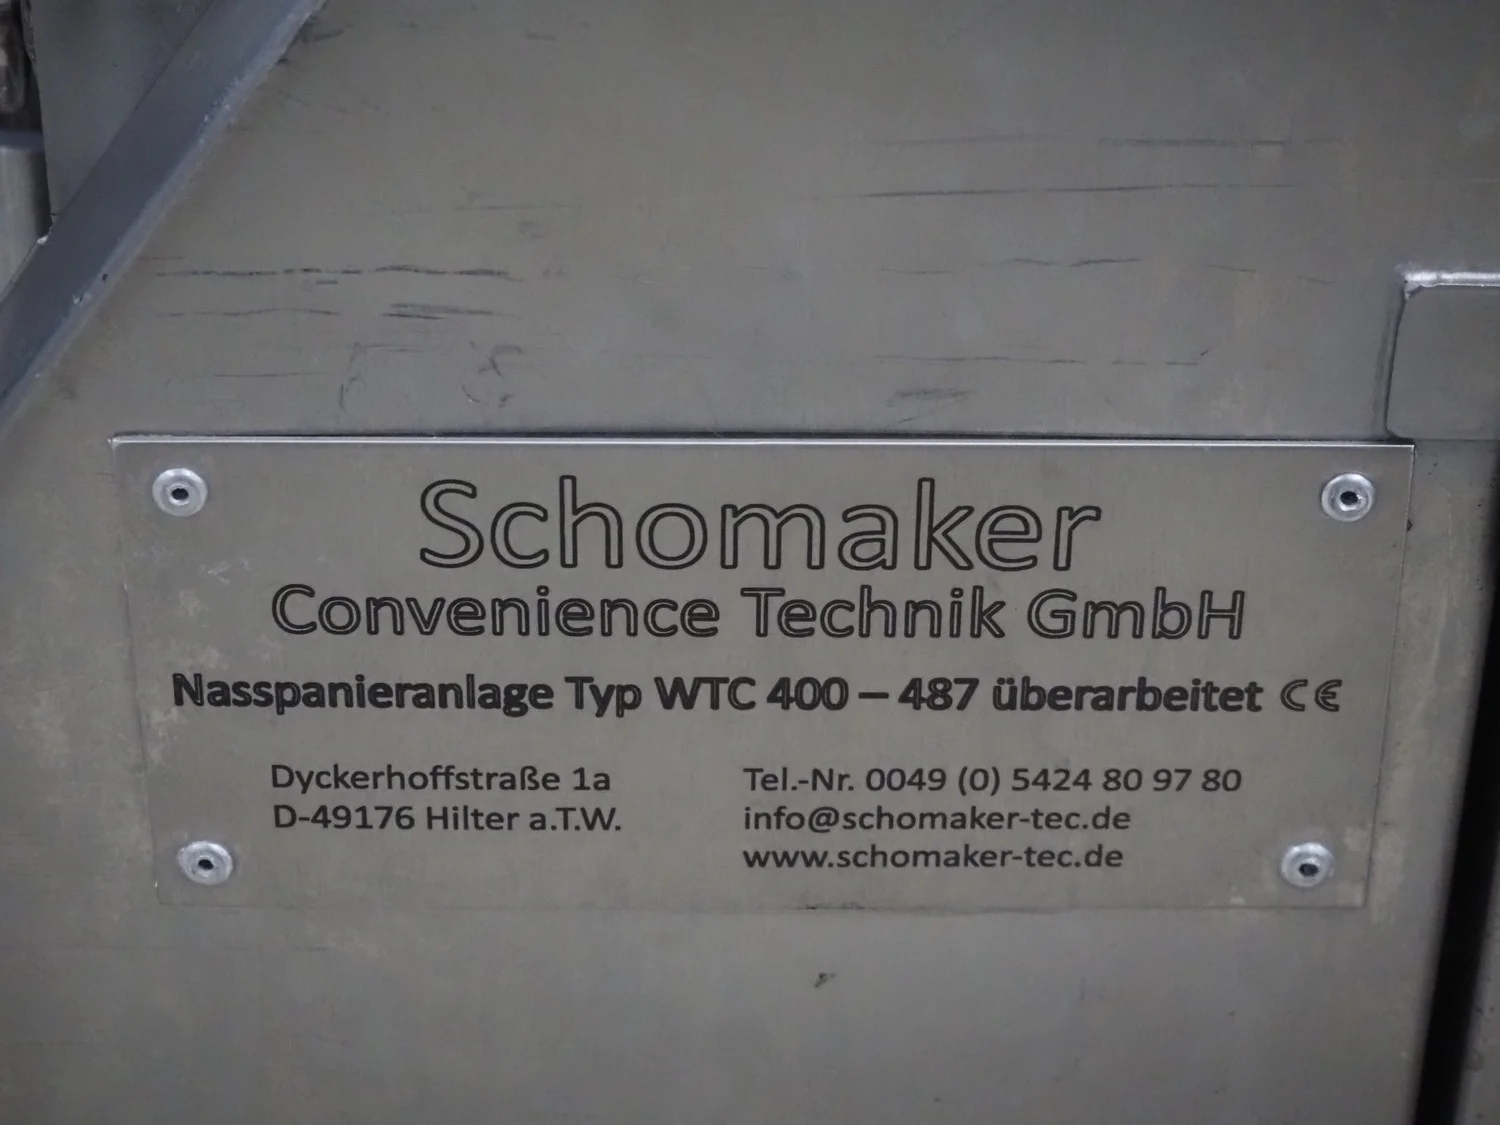 Schomaker
Convenience Technik GmbH
Nasspanieranlage Typ WTC 400 – 487 überarbeitet CE
Dyckerhoffstraße 1a
D-49176 Hilter a.T.W.
Tel.-Nr. 0049 (0) 5424 80 97 80
info@schomaker-tec.de
www.schomaker-tec.de